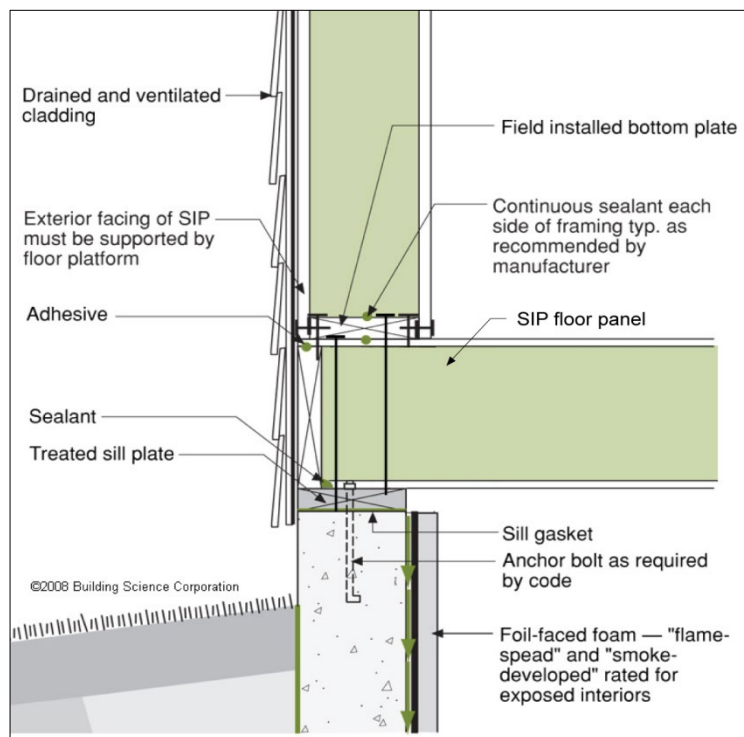 Drained and ventilated
cladding
Field installed bottom plate
Exterior facing of SIP
must be supported by
floor platform
Continuous sealant each
side of framing typ. as
recommended by
manufacturer
Adhesive
SIP floor panel
Sealant
Treated sill plate
Sill gasket
Anchor bolt as required
by code
©2008 Building Science Corporation
Foil-faced foam — "flame-
spead" and "smoke-
developed" rated for
exposed interiors